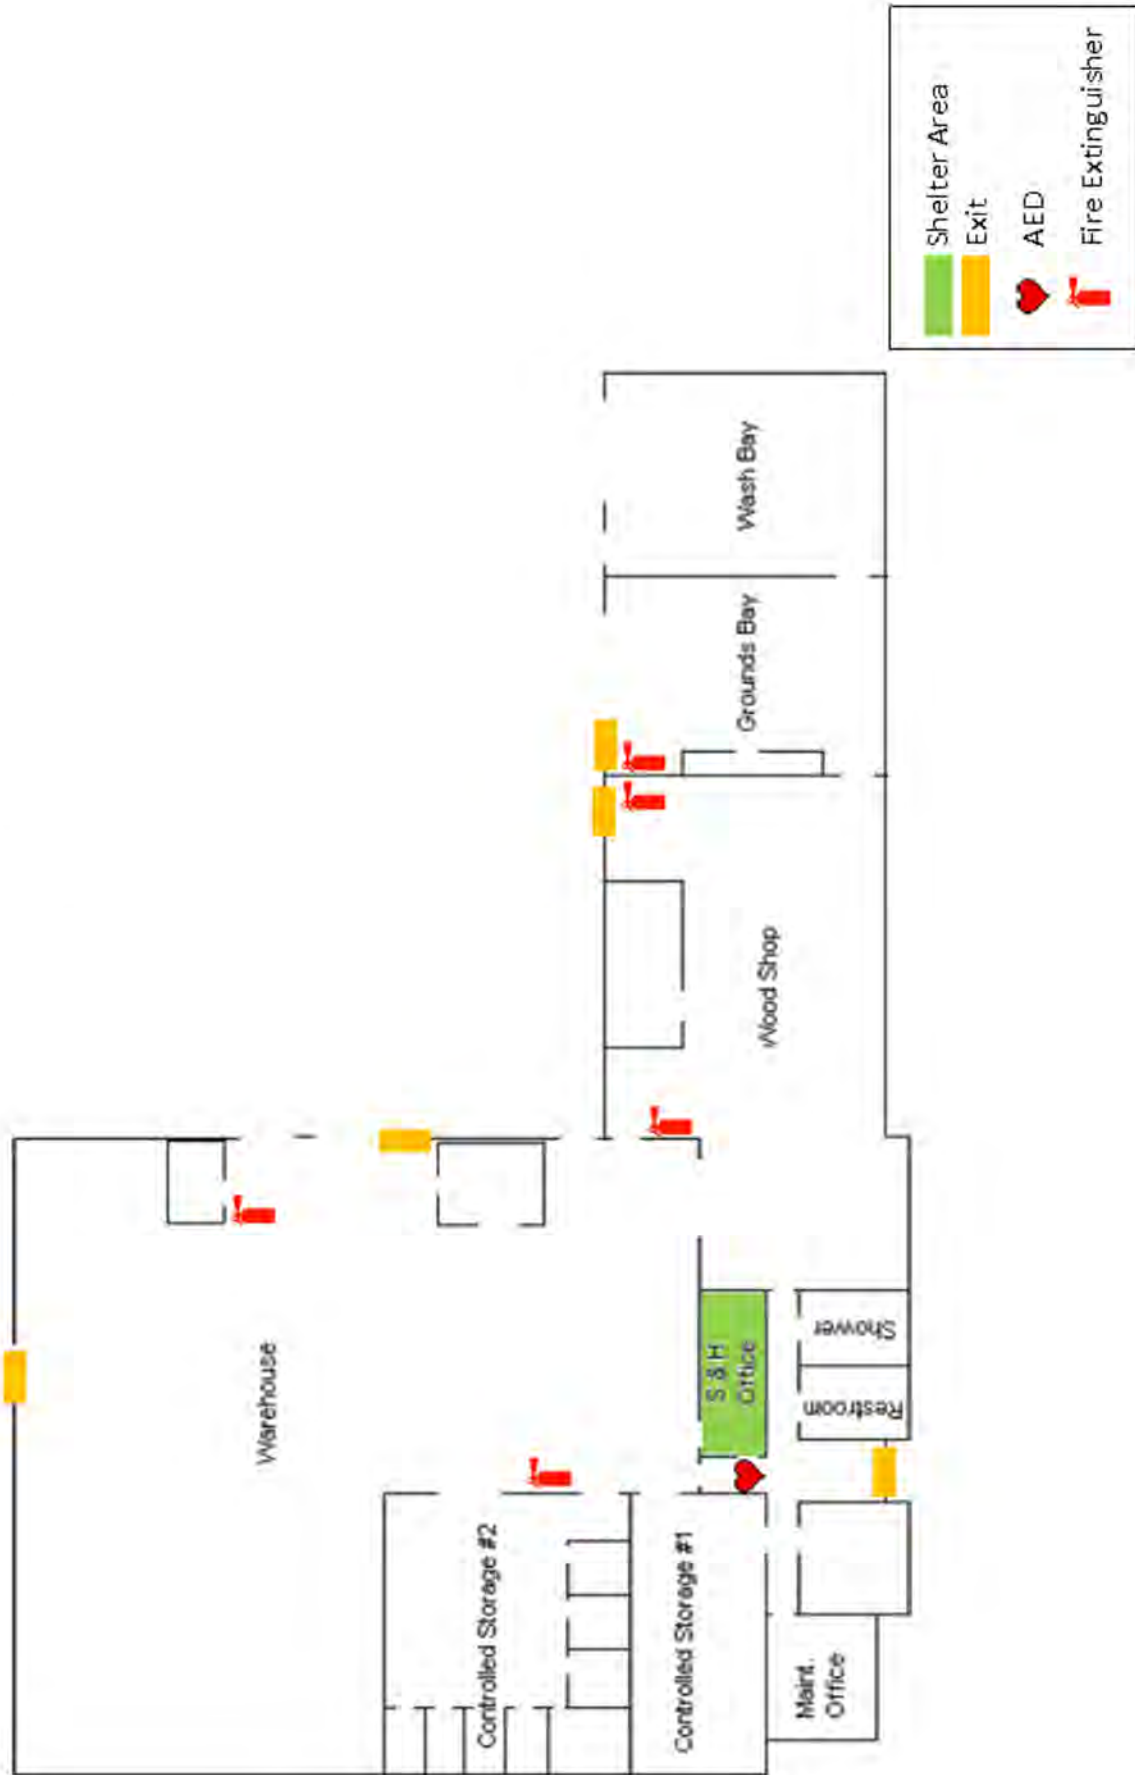 Warehouse
Controlled Storage #2
Controlled Storage #1
S & H
Office
Maint.
Office
Restroom
Shower
Wood Shop
Grounds Bay
Wash Bay
Shelter Area
Exit
AED
Fire Extinguisher